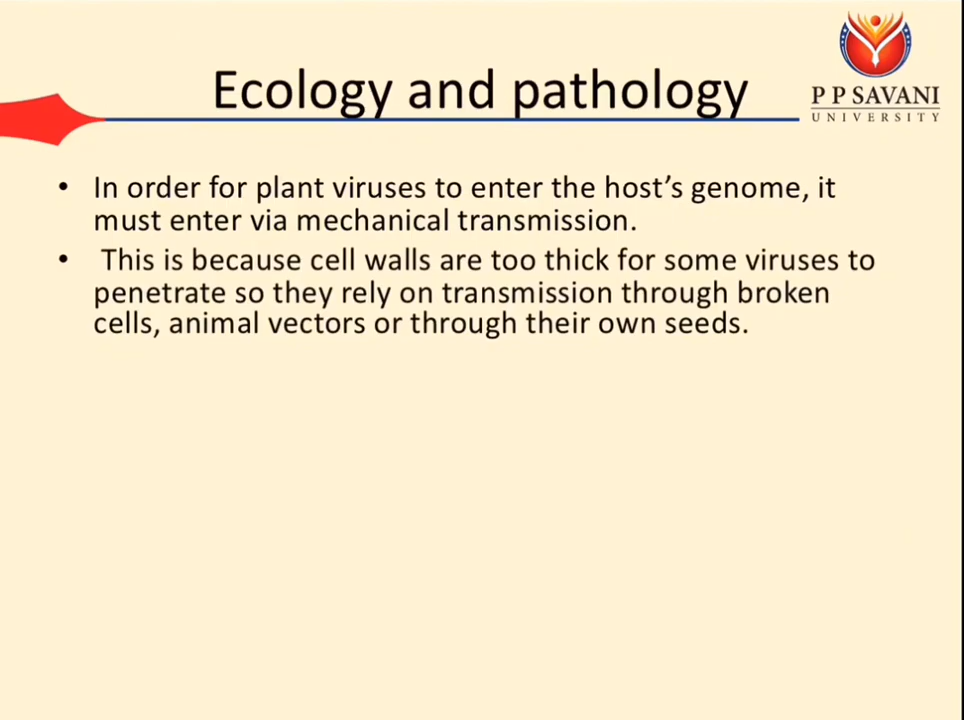 P P SAVANI
UNIVERSITY
Ecology and pathology
• In order for plant viruses to enter the host’s genome, it
must enter via mechanical transmission.
• This is because cell walls are too thick for some viruses to
penetrate so they rely on transmission through broken
cells, animal vectors or through their own seeds.